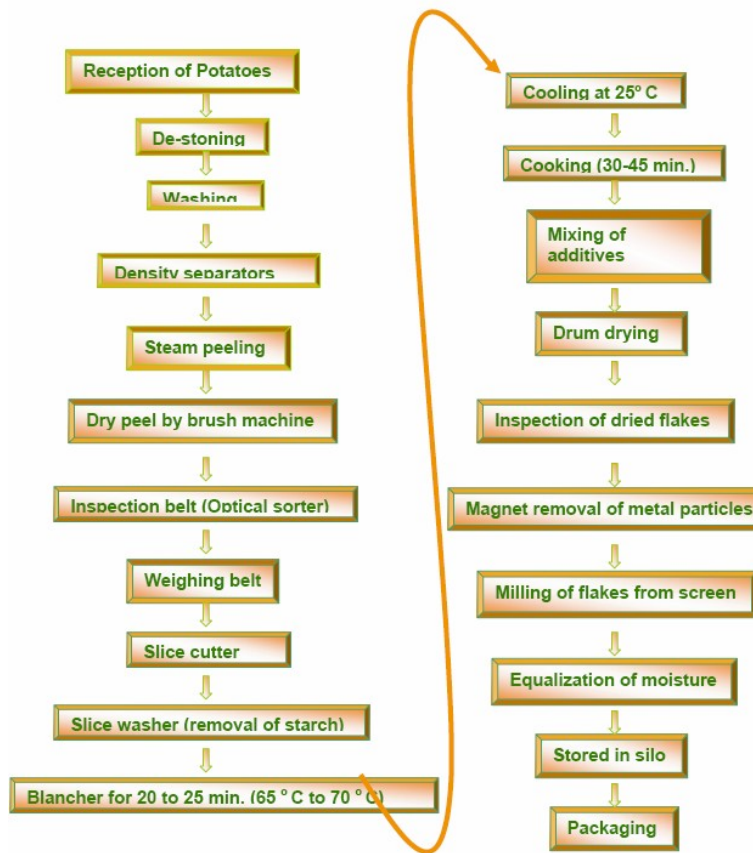 Reception of Potatoes
De-stoning
Washing
Density separators
Steam peeling
Dry peel by brush machine
Inspection belt (Optical sorter)
Weighing belt
Slice cutter
Slice washer (removal of starch)
Blancher for 20 to 25 min. (65 ° C to 70 ° C)
Cooling at 25° C
Cooking (30-45 min.)
Mixing of
additives
Drum drying
Inspection of dried flakes
Magnet removal of metal particles
Milling of flakes from screen
Equalization of moisture
Stored in silo
Packaging